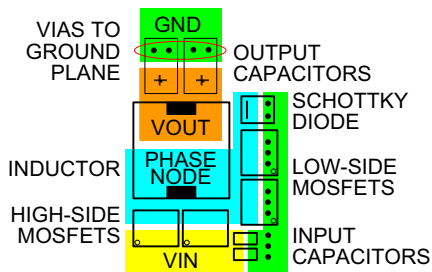 VIAS TO
GROUND
PLANE
GND
OUTPUT
CAPACITORS
+ +
SCHOTTKY
DIODE
VOUT
INDUCTOR
PHASE
NODE
LOW-SIDE
MOSFETS
HIGH-SIDE
MOSFETS
VIN
INPUT
CAPACITORS